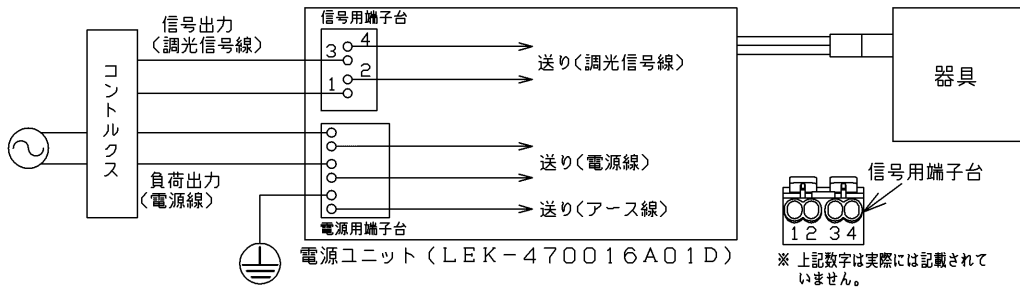 信号出力
(調光信号線)
コントルクス
負荷出力
(電源線)
信号用端子台
4
3
2
1
送り(調光信号線)
送り(電源線)
送り(アース線)
電源用端子台
電源ユニット(LEK-470016A01D)
器具
信号用端子台
1 2 3 4
※ 上記数字は実際には記載されて
いません。